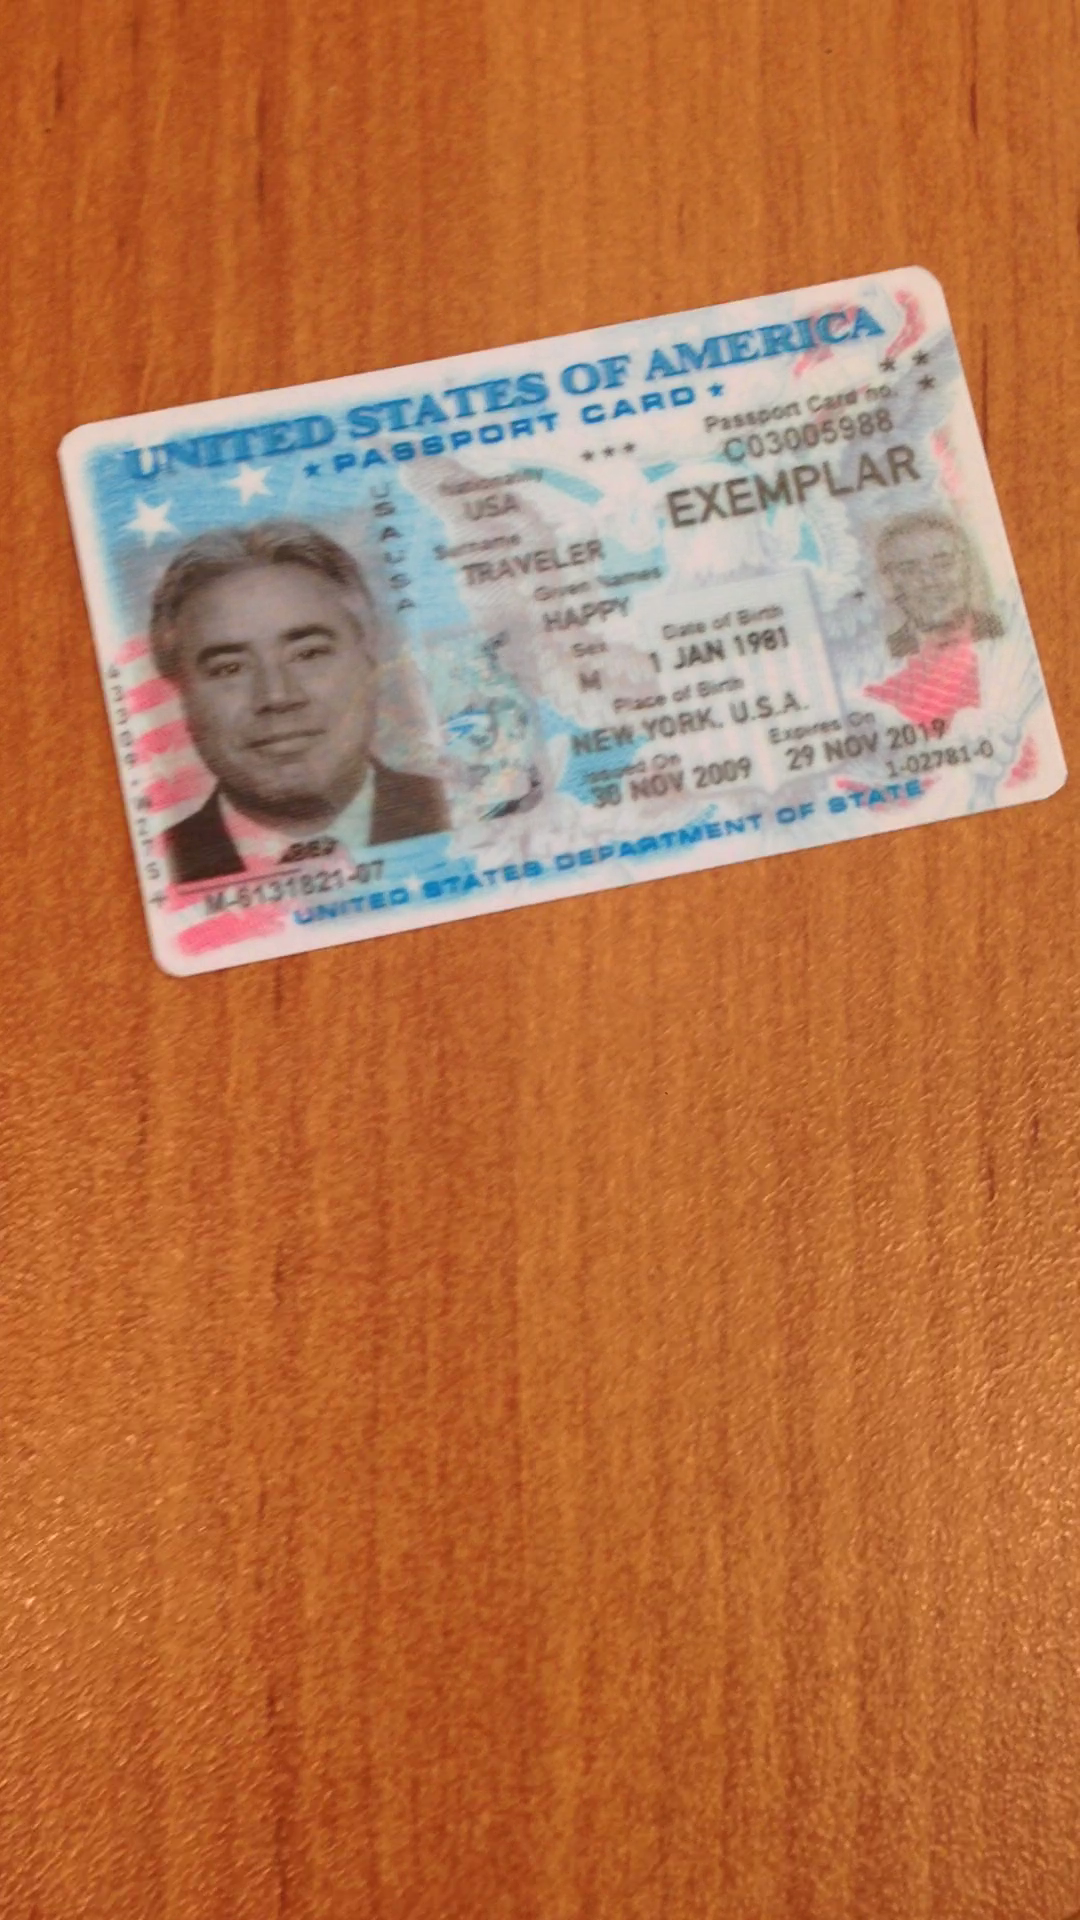 UNITED STATES OF AMERICA
★ PASSPORT CARD ★
Passport Card no.
C03005988
EXEMPLAR
USAUSA
Nationality
USA
Surname
TRAVELER
Given Names
HAPPY
Sex
M
Date of Birth
1 JAN 1981
Place of Birth
NEW YORK, U.S.A.
Issued On
30 NOV 2009
Expires On
29 NOV 2019
1-02781-0
M-6131821-07
UNITED STATES DEPARTMENT OF STATE